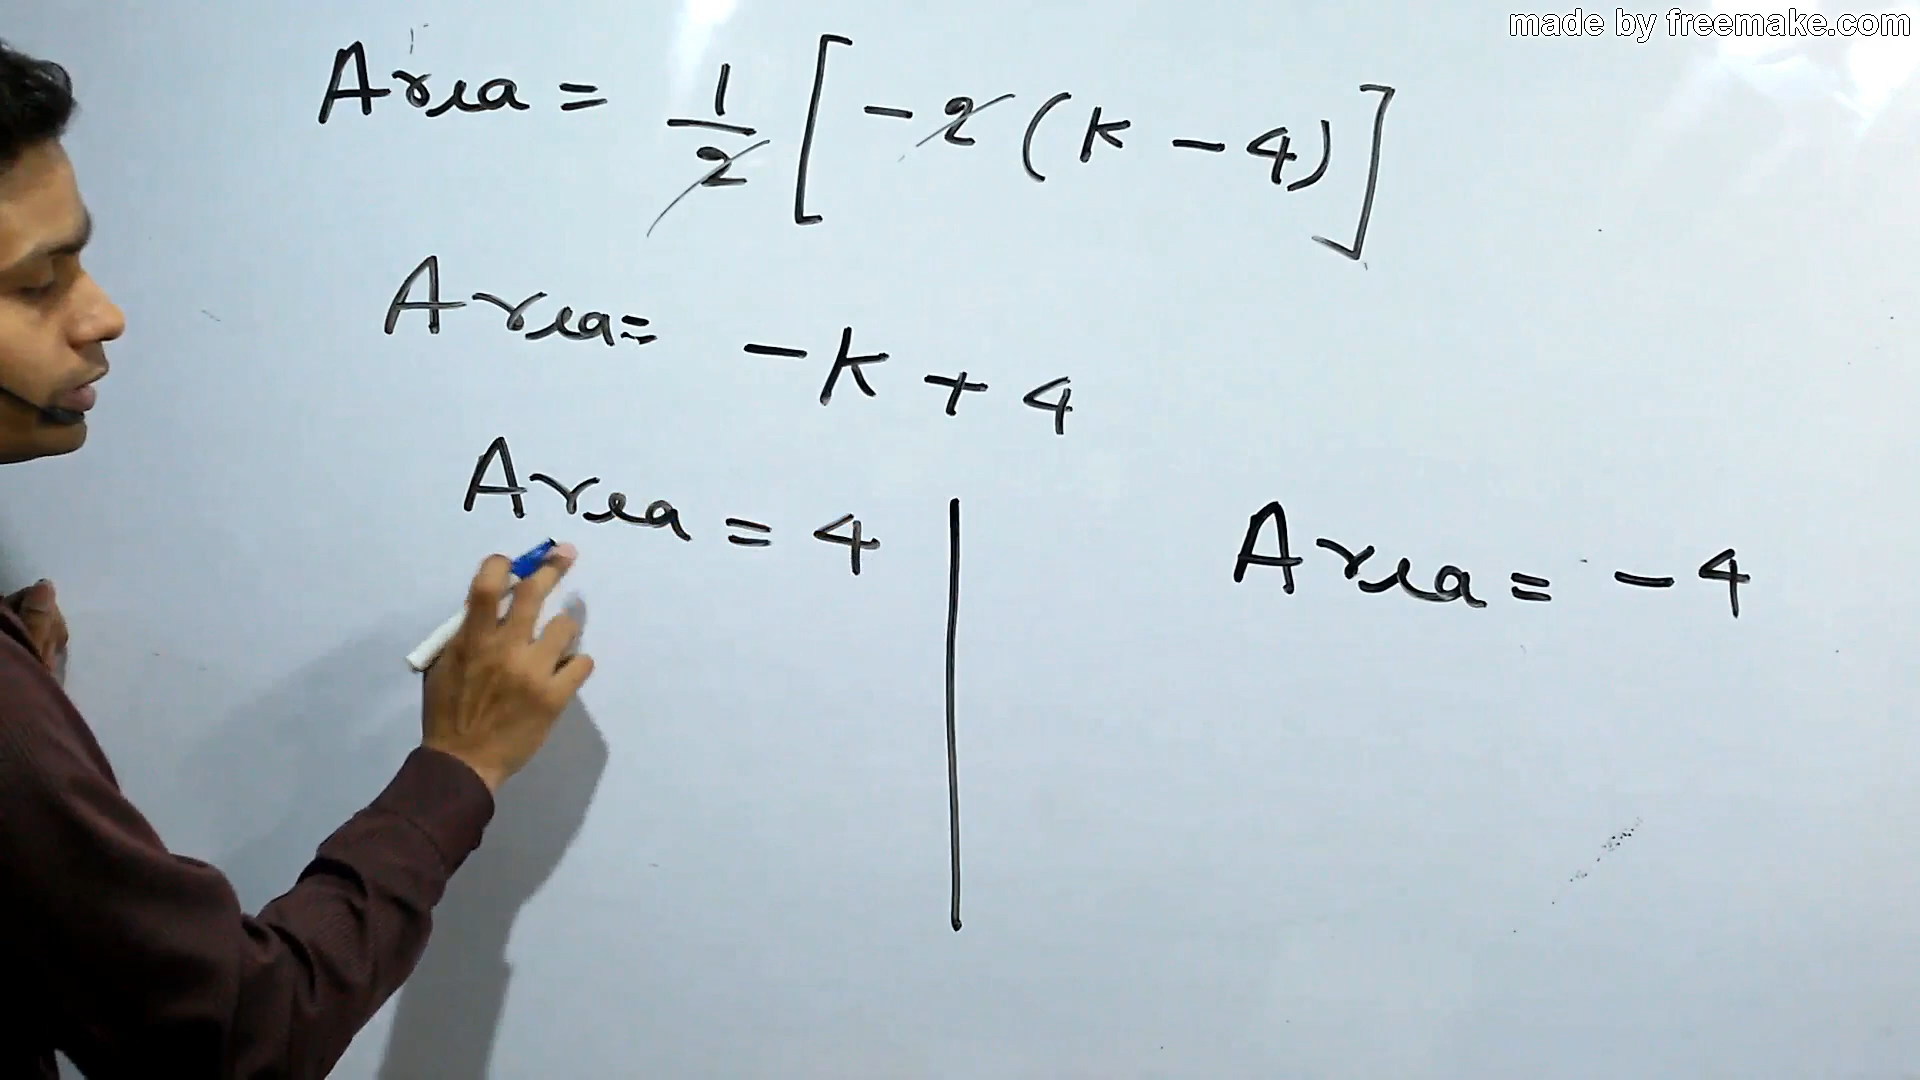 made by freemake.com
Area = 1/2 [-2(k - 4)]
Area = -k + 4
Area = 4
Area = -4